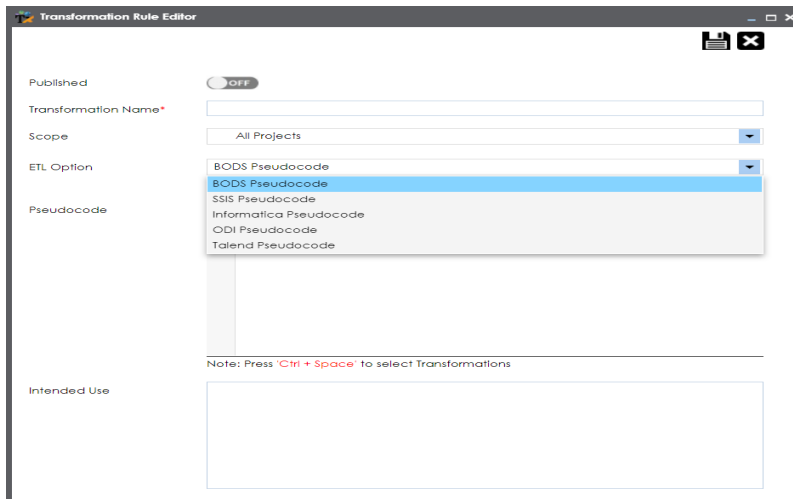 Transformation Rule Editor
Published
OFF
Transformation Name*
Scope
All Projects
ETL Option
BODS Pseudocode
BODS Pseudocode
SSIS Pseudocode
Informatica Pseudocode
ODI Pseudocode
Talend Pseudocode
Pseudocode
Note: Press 'Ctrl + Space' to select Transformations
Intended Use